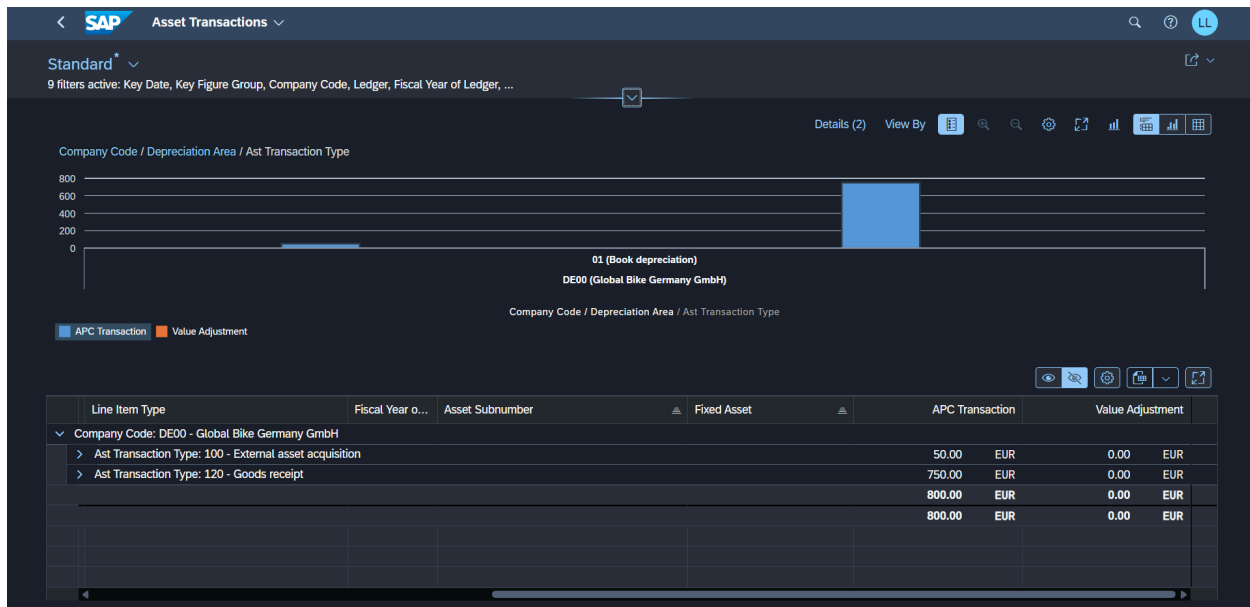 SAP Asset Transactions LL
Standard*
9 filters active: Key Date, Key Figure Group, Company Code, Ledger, Fiscal Year of Ledger, ...
Details (2) View By
Company Code / Depreciation Area / Ast Transaction Type
800
600
400
200
0
01 (Book depreciation)
DE00 (Global Bike Germany GmbH)
Company Code / Depreciation Area / Ast Transaction Type
APC Transaction Value Adjustment
Line Item Type Fiscal Year o... Asset Subnumber Fixed Asset APC Transaction Value Adjustment
Company Code: DE00 - Global Bike Germany GmbH
Ast Transaction Type: 100 - External asset acquisition 50.00 EUR 0.00 EUR
Ast Transaction Type: 120 - Goods receipt 750.00 EUR 0.00 EUR
800.00 EUR 0.00 EUR
800.00 EUR 0.00 EUR